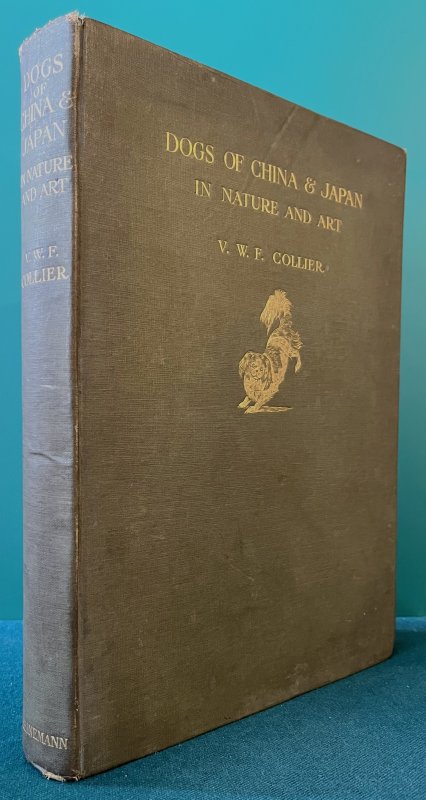 DOGS
OF
CHINA &
JAPAN
IN NATURE
AND ART
V. W. F.
COLLIER
HEINEMANN
DOGS OF CHINA & JAPAN
IN NATURE AND ART
V. W. F. COLLIER